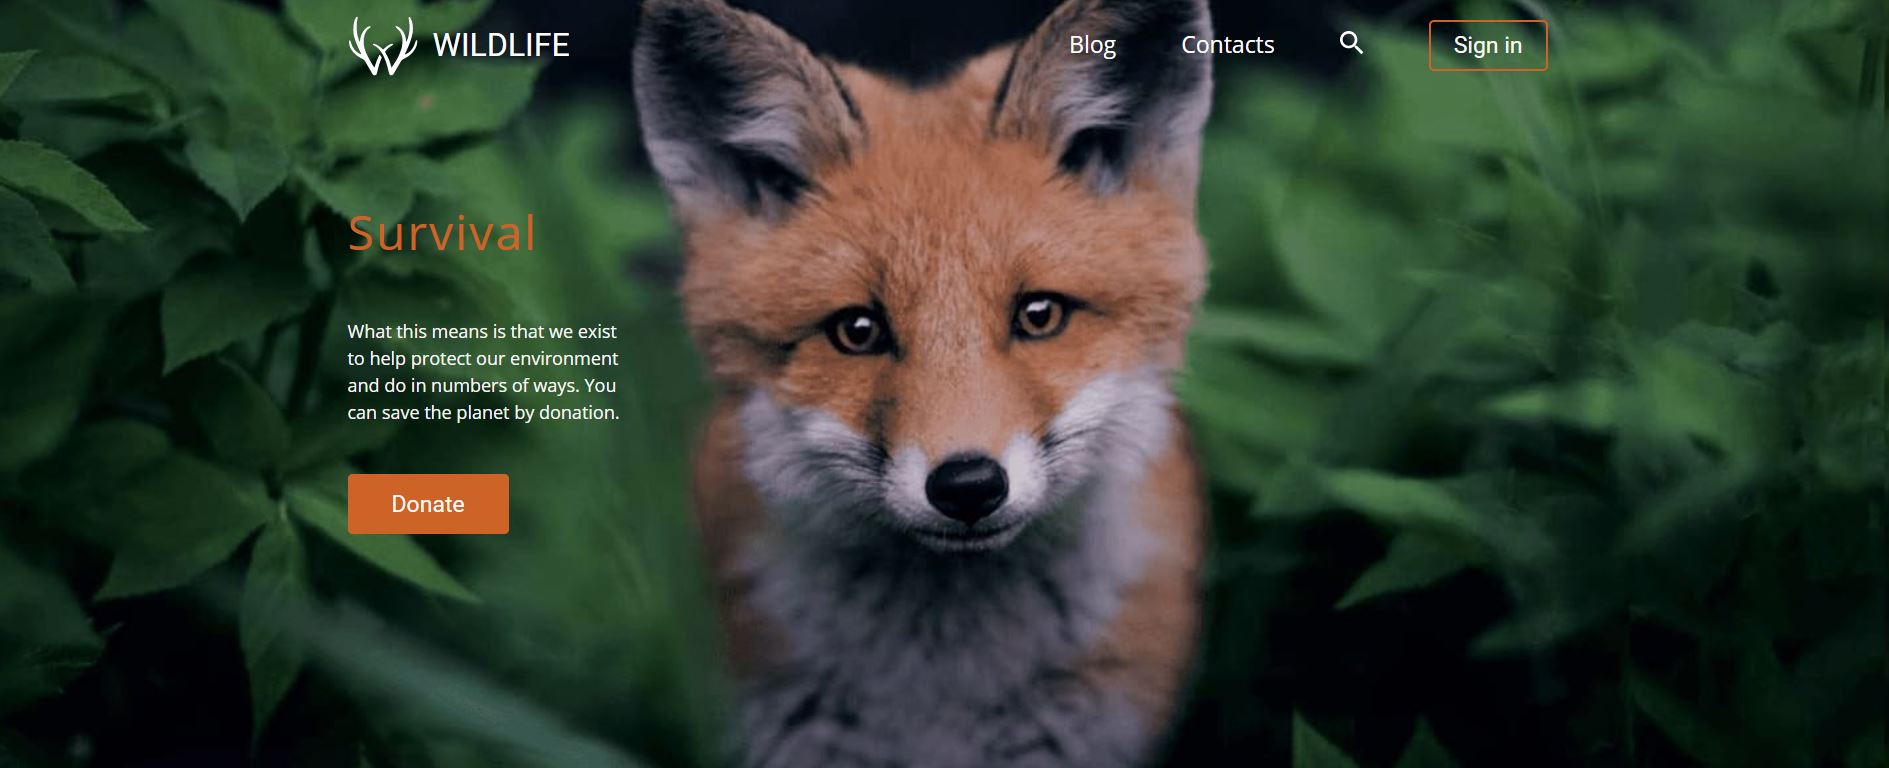 WILDLIFE
Blog
Contacts
Sign in
Survival
What this means is that we exist
to help protect our environment
and do in numbers of ways. You
can save the planet by donation.
Donate